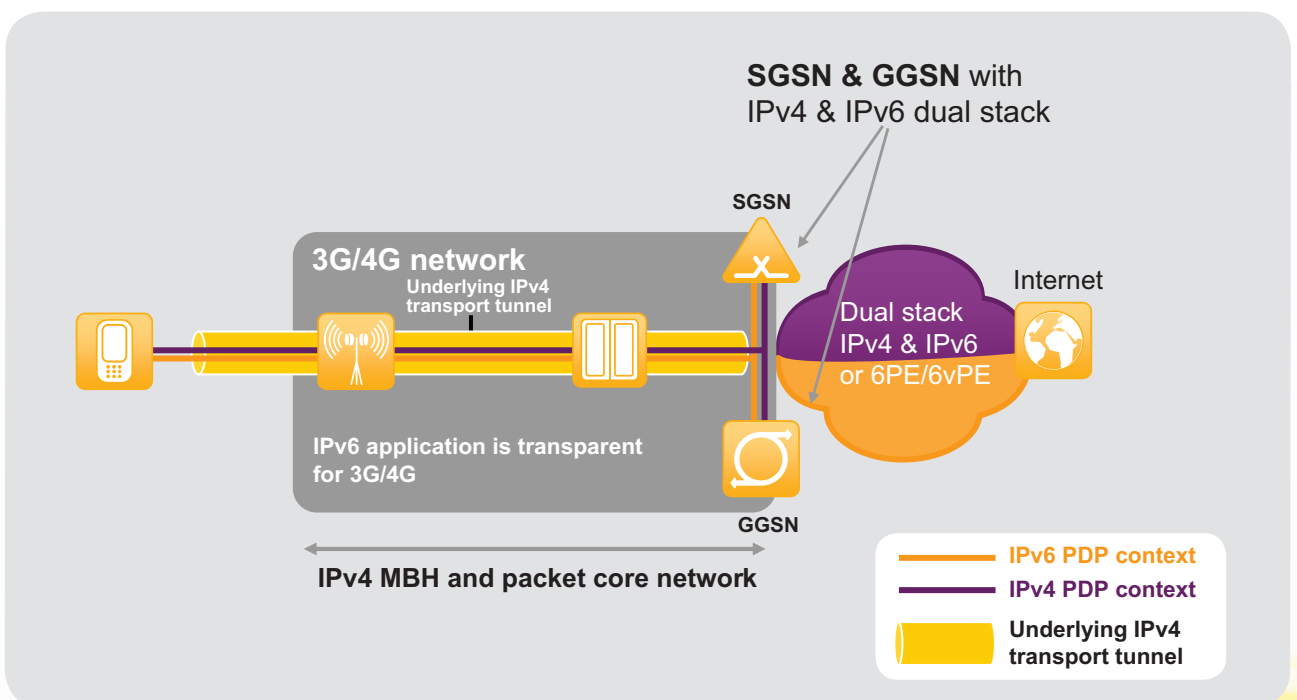 SGSN & GGSN with
IPv4 & IPv6 dual stack
SGSN
3G/4G network
Underlying IPv4
transport tunnel
Internet
Dual stack
IPv4 & IPv6
or 6PE/6vPE
IPv6 application is transparent
for 3G/4G
GGSN
IPv4 MBH and packet core network
IPv6 PDP context
IPv4 PDP context
Underlying IPv4
transport tunnel